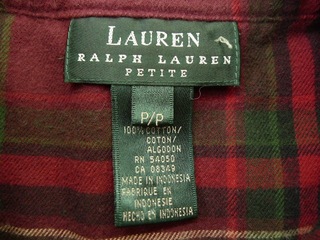 LAUREN
RALPH LAUREN
PETITE
P/P
100% COTTON/
COTON/
ALGODON
RN 54050
CA 08349
MADE IN INDONESIA
FABRIQUE EN
INDONESIE
HECHO EN INDONESIA